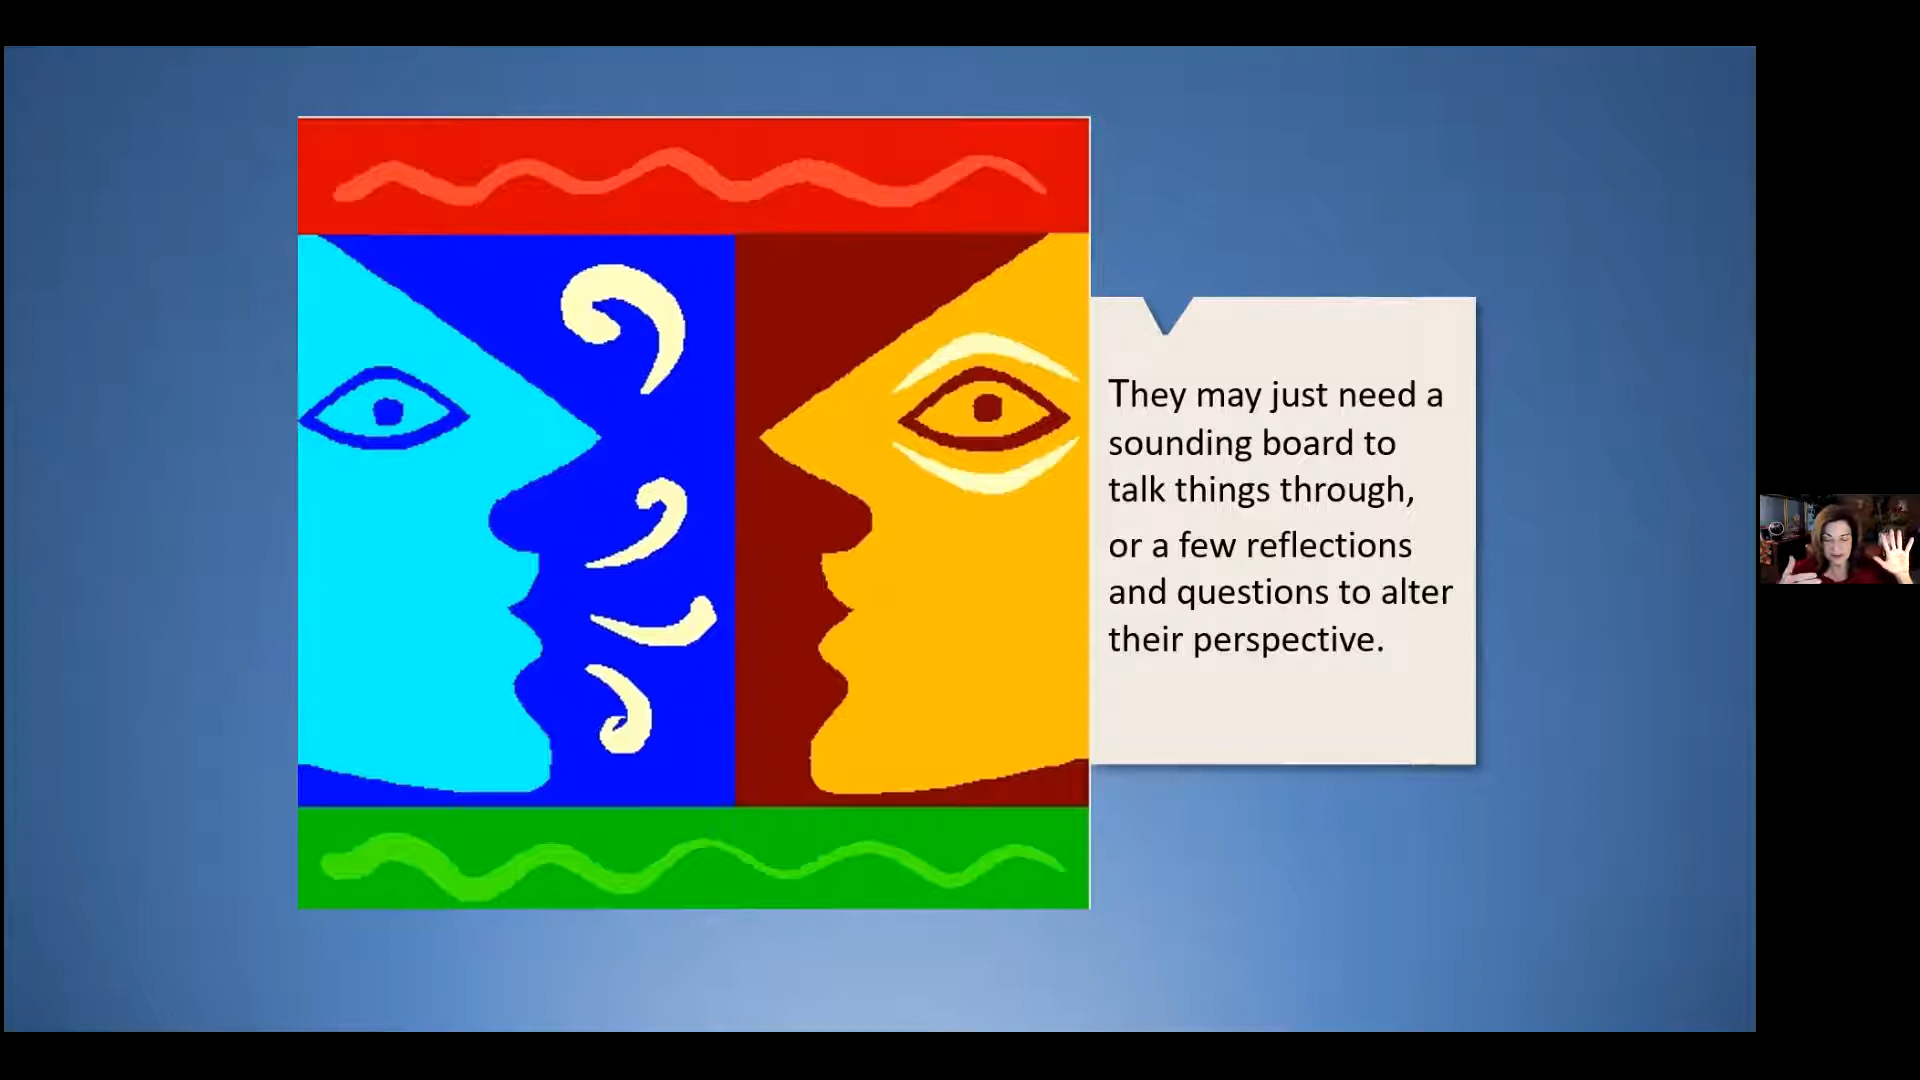 They may just need a
sounding board to
talk things through,
or a few reflections
and questions to alter
their perspective.